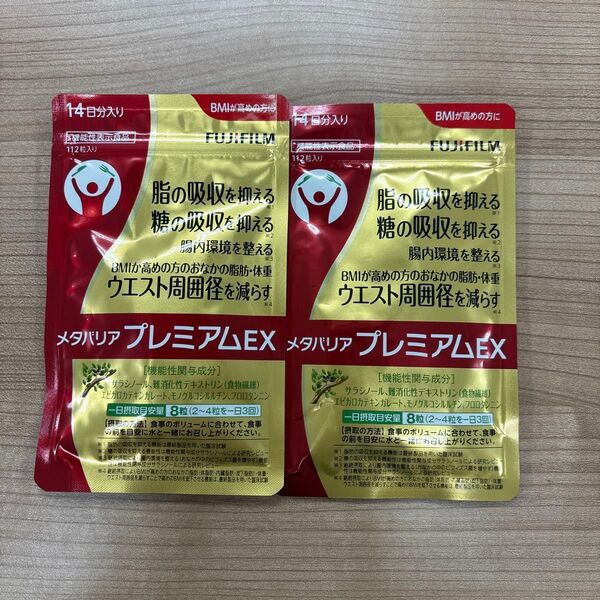 14日分入り
BMIが高めの方に
機能性表示食品
112粒入り
FUJIFILM
脂の吸収を抑える※1
糖の吸収を抑える※2
腸内環境を整える※3
BMIが高めの方のおなかの脂肪・体重
ウエスト周囲径を減らす※4
メタバリア プレミアムEX
[機能性関与成分]
サラシノール、難消化性デキストリン(食物繊維)
エピガロカテキンガレート、モノグルコシルルチン、フロロタンニン
一日摂取目安量 8粒(2~4粒を一日3回)
[摂取の方法]食事のボリュームに合わせて、食事
の前を目安に水と一緒にお召し上がりください。
14日分入り
BMIが高めの方に
機能性表示食品
112粒入り
FUJIFILM
脂の吸収を抑える※1
糖の吸収を抑える※2
腸内環境を整える※3
BMIが高めの方のおなかの脂肪・体重
ウエスト周囲径を減らす※4
メタバリア プレミアムEX
[機能性関与成分]
サラシノール、難消化性デキストリン(食物繊維)
エピガロカテキンガレート、モノグルコシルルチン、フロロタンニン
一日摂取目安量 8粒(2~4粒を一日3回)
[摂取の方法]食事のボリュームに合わせて、食事
の前を目安に水と一緒にお召し上がりください。